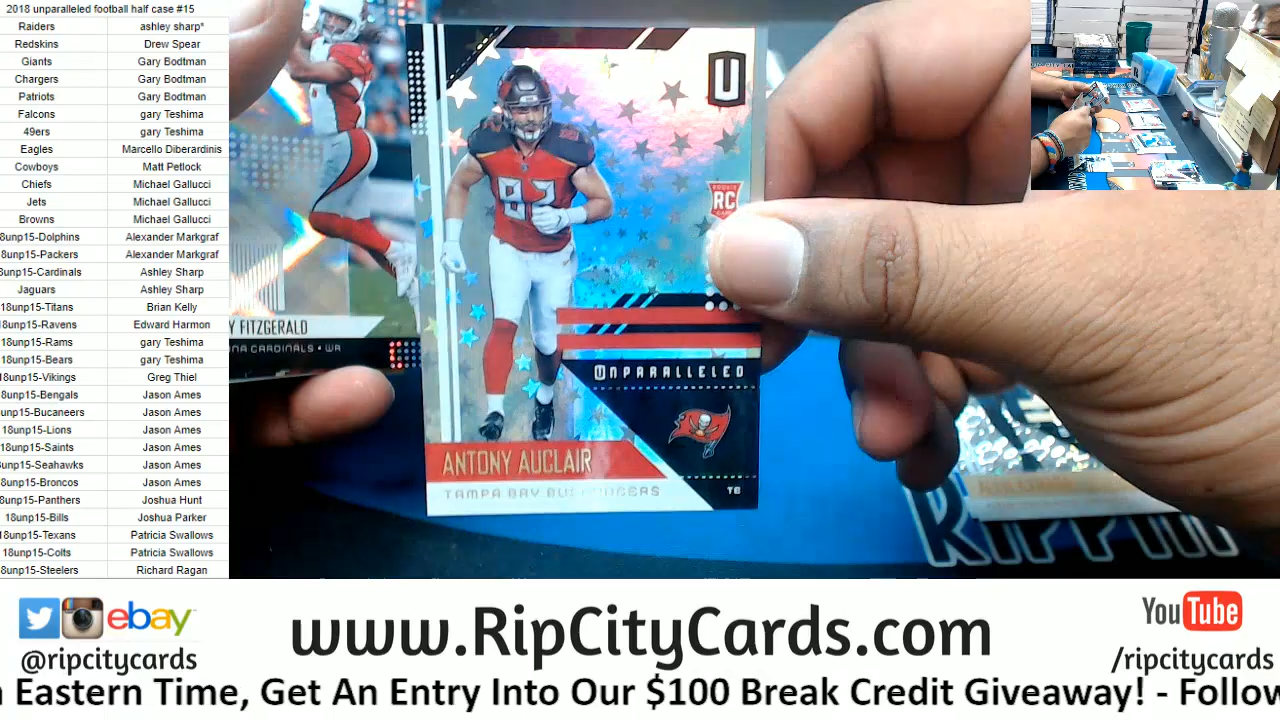 2018 unparalleled football half case #15
Raiders ashley sharp*
Redskins Drew Spear
Giants Gary Bodtman
Chargers Gary Bodtman
Patriots Gary Bodtman
Falcons gary Teshima
49ers gary Teshima
Eagles Marcello Diberardinis
Cowboys Matt Petlock
Chiefs Michael Gallucci
Jets Michael Gallucci
Browns Michael Gallucci
8unp15-Dolphins Alexander Markgraf
8unp15-Packers Alexander Markgraf
8unp15-Cardinals Ashley Sharp
Jaguars Ashley Sharp
18unp15-Titans Brian Kelly
18unp15-Ravens Edward Harmon
18unp15-Rams gary Teshima
18unp15-Bears gary Teshima
18unp15-Vikings Greg Thiel
8unp15-Bengals Jason Ames
unp15-Bucaneers Jason Ames
18unp15-Lions Jason Ames
18unp15-Saints Jason Ames
8unp15-Seahawks Jason Ames
8unp15-Broncos Jason Ames
8unp15-Panthers Joshua Hunt
18unp15-Bills Joshua Parker
18unp15-Texans Patricia Swallows
18unp15-Colts Patricia Swallows
8unp15-Steelers Richard Ragan
Y FITZGERALD
NA CARDINALS • WR
U
83
ROOKIE
RC
CARD
UNPARALLELED
ANTONY AUCLAIR
TAMPA BAY BUCCANEERS
TE
RIPPIN
ebay
@ripcitycards
www.RipCityCards.com
YouTube
/ripcitycards
n Eastern Time, Get An Entry Into Our $100 Break Credit Giveaway! - Follow